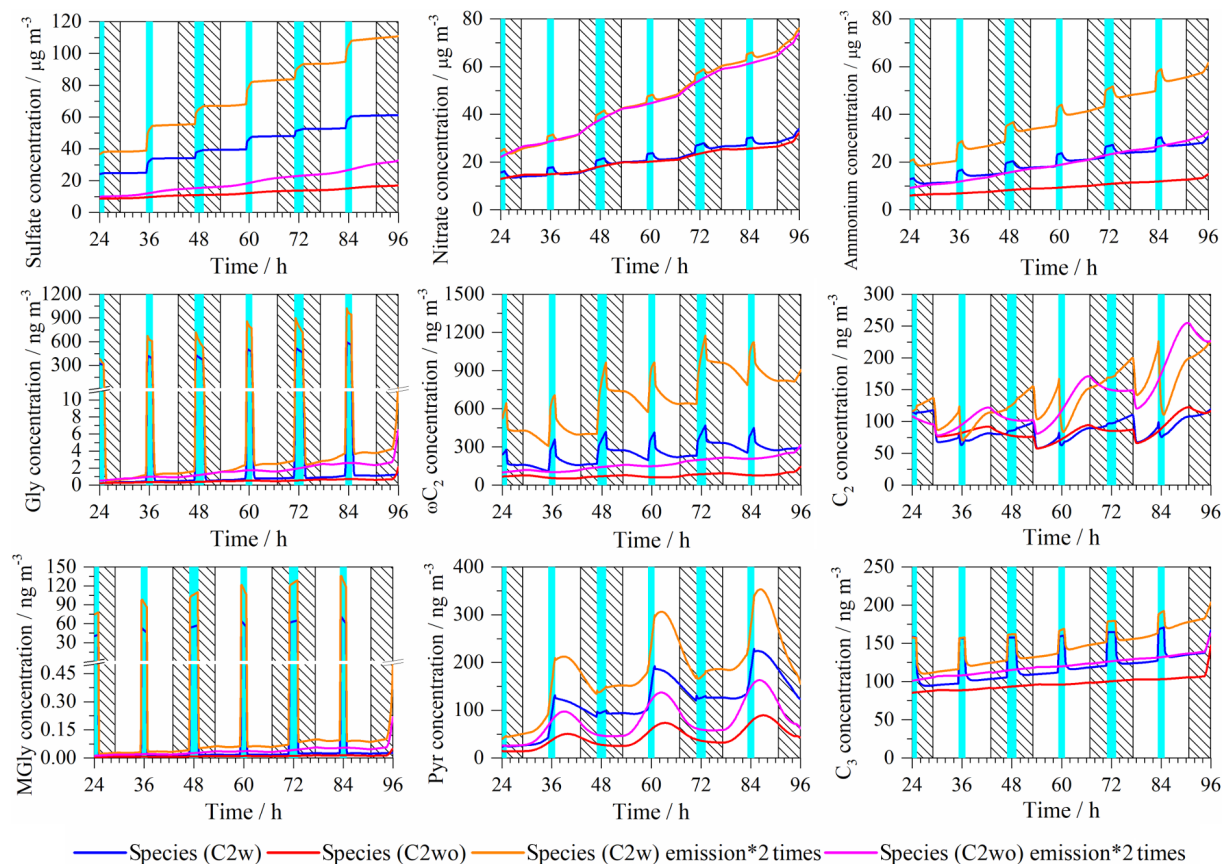 Sulfate concentration / μg m⁻³
120
100
80
60
40
20
0
24 36 48 60 72 84 96
Time / h
Nitrate concentration / μg m⁻³
80
60
40
20
0
24 36 48 60 72 84 96
Time / h
Ammonium concentration / μg m⁻³
80
60
40
20
0
24 36 48 60 72 84 96
Time / h
Gly concentration / ng m⁻³
1200
900
600
300
10
8
6
4
2
0
24 36 48 60 72 84 96
Time / h
ωC₂ concentration / ng m⁻³
1500
1200
900
600
300
0
24 36 48 60 72 84 96
Time / h
C₂ concentration / ng m⁻³
300
250
200
150
100
50
0
24 36 48 60 72 84 96
Time / h
MGly concentration / ng m⁻³
150
120
90
60
30
0.45
0.30
0.15
0.00
24 36 48 60 72 84 96
Time / h
Pyr concentration / ng m⁻³
400
300
200
100
0
24 36 48 60 72 84 96
Time / h
C₃ concentration / ng m⁻³
250
200
150
100
50
0
24 36 48 60 72 84 96
Time / h
Species (C2w) Species (C2wo) Species (C2w) emission*2 times Species (C2wo) emission*2 times